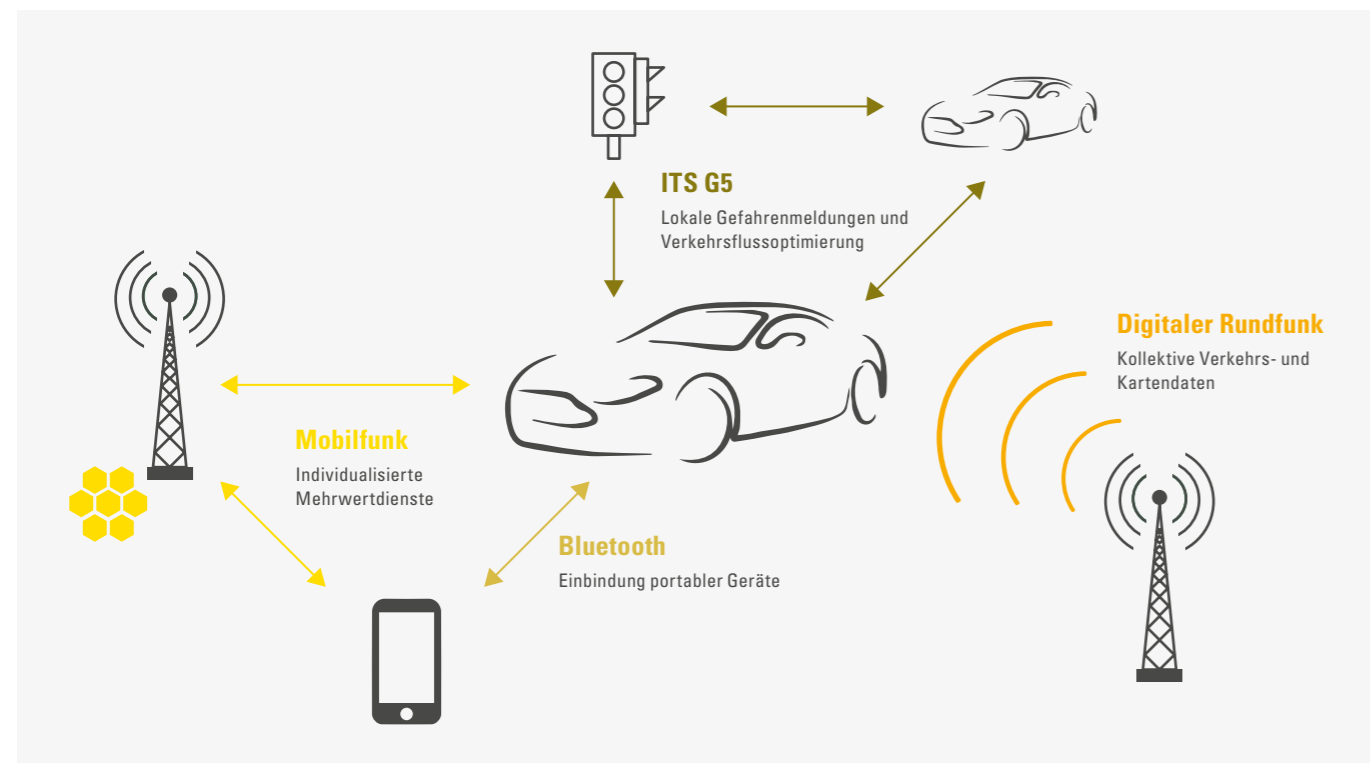 ITS G5
Lokale Gefahrenmeldungen und
Verkehrsflussoptimierung
Digitaler Rundfunk
Kollektive Verkehrs- und
Kartendaten
Mobilfunk
Individualisierte
Mehrwertdienste
Bluetooth
Einbindung portabler Geräte